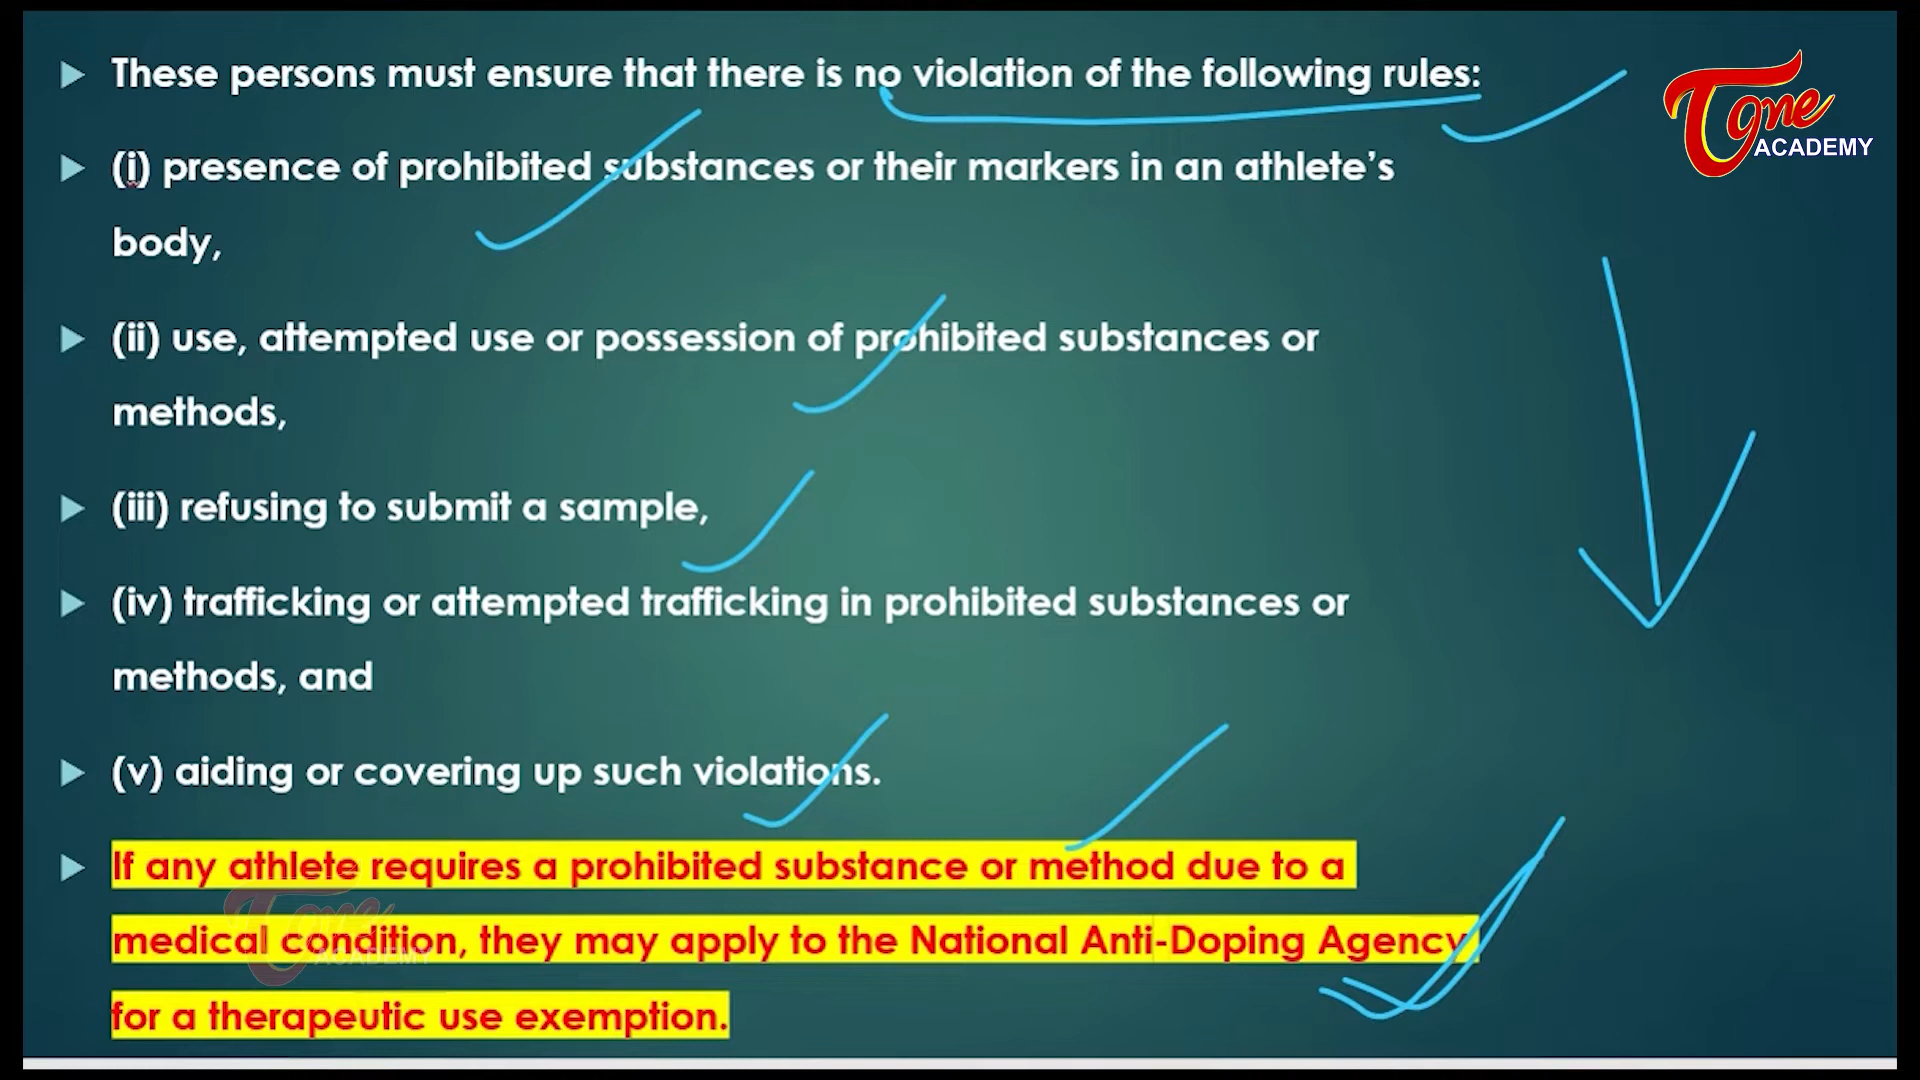 These persons must ensure that there is no violation of the following rules:
(i) presence of prohibited substances or their markers in an athlete’s
body,
(ii) use, attempted use or possession of prohibited substances or
methods,
(iii) refusing to submit a sample,
(iv) trafficking or attempted trafficking in prohibited substances or
methods, and
(v) aiding or covering up such violations.
If any athlete requires a prohibited substance or method due to a
medical condition, they may apply to the National Anti-Doping Agency
for a therapeutic use exemption.
Tone
ACADEMY
Tone
ACADEMY